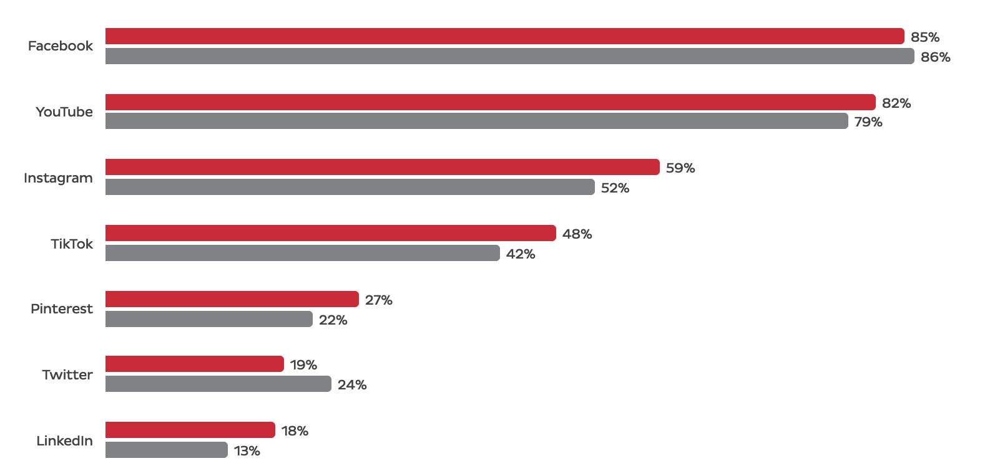 Facebook
85%
86%
YouTube
82%
79%
Instagram
59%
52%
TikTok
48%
42%
Pinterest
27%
22%
Twitter
19%
24%
LinkedIn
18%
13%